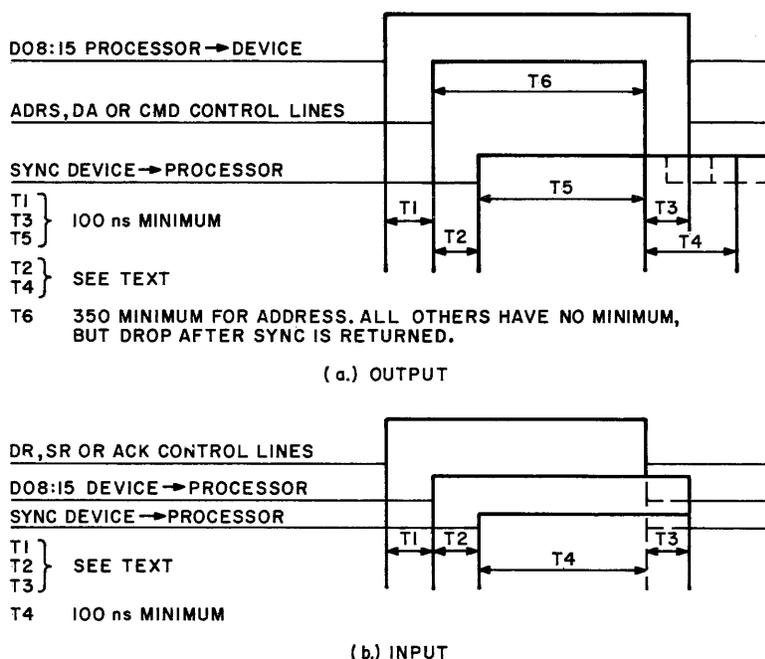 D08:15 PROCESSOR→DEVICE
T6
ADRS, DA OR CMD CONTROL LINES
SYNC DEVICE→PROCESSOR
T5
T1
T2
T3
T4
T1
T3
T5
100 ns MINIMUM
T2
T4
SEE TEXT
T6 350 MINIMUM FOR ADDRESS. ALL OTHERS HAVE NO MINIMUM,
BUT DROP AFTER SYNC IS RETURNED.
(a.) OUTPUT
DR, SR OR ACK CONTROL LINES
D08:15 DEVICE→PROCESSOR
SYNC DEVICE→PROCESSOR
T1
T2
T3
T4
T1
T2
T3
SEE TEXT
T4 100 ns MINIMUM
(b.) INPUT